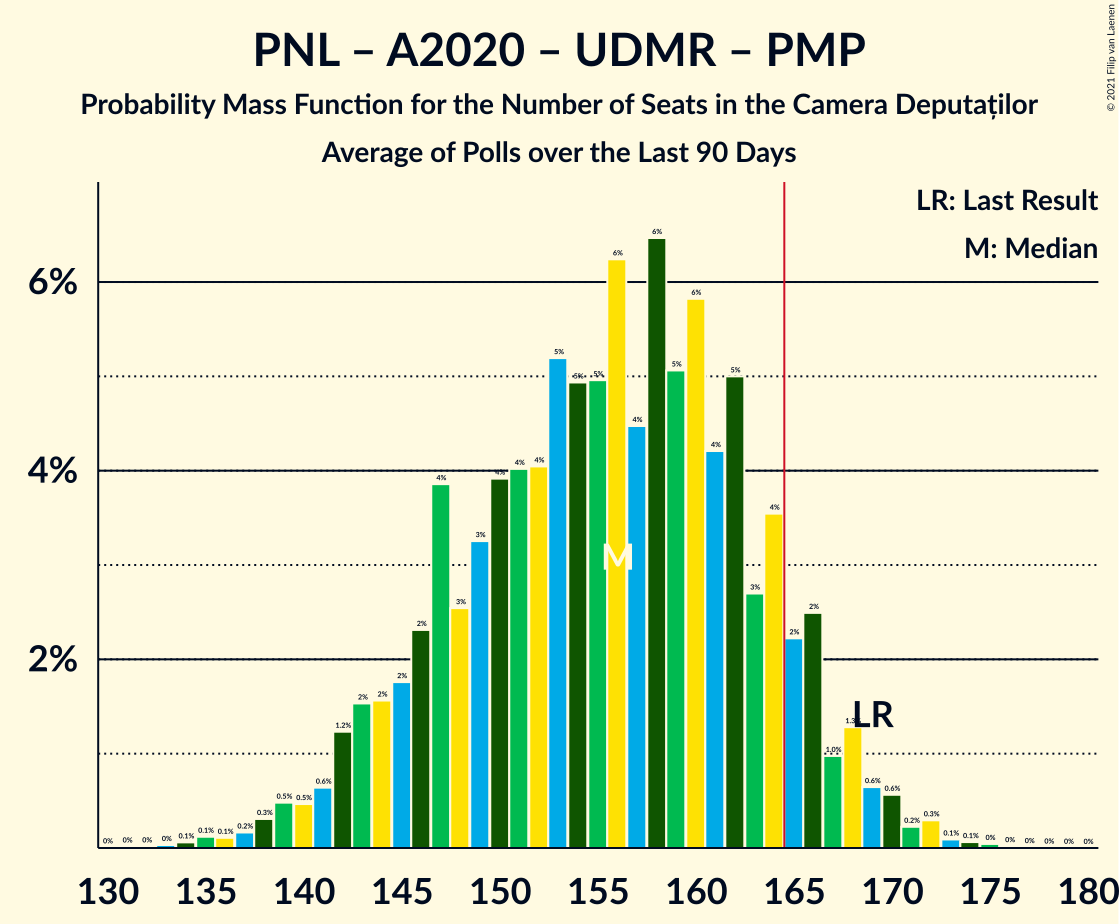 PNL – A2020 – UDMR – PMP
Probability Mass Function for the Number of Seats in the Camera Deputaților
Average of Polls over the Last 90 Days
© 2021 Filip van Laenen
LR: Last Result
M: Median
6%
4%
2%
0% 0% 0% 0% 0.1% 0.1% 0.1% 0.2% 0.3% 0.5% 0.5% 0.6% 1.2% 2% 2% 2% 2% 4% 3% 3% 4% 4% 4% 5% 5% 5% 6% 4% 6% 5% 6% 4% 5% 3% 4% 2% 2% 1.0% 1.3% 0.6% 0.6% 0.2% 0.3% 0.1% 0.1% 0% 0% 0% 0% 0% 0%
M
LR
130 135 140 145 150 155 160 165 170 175 180